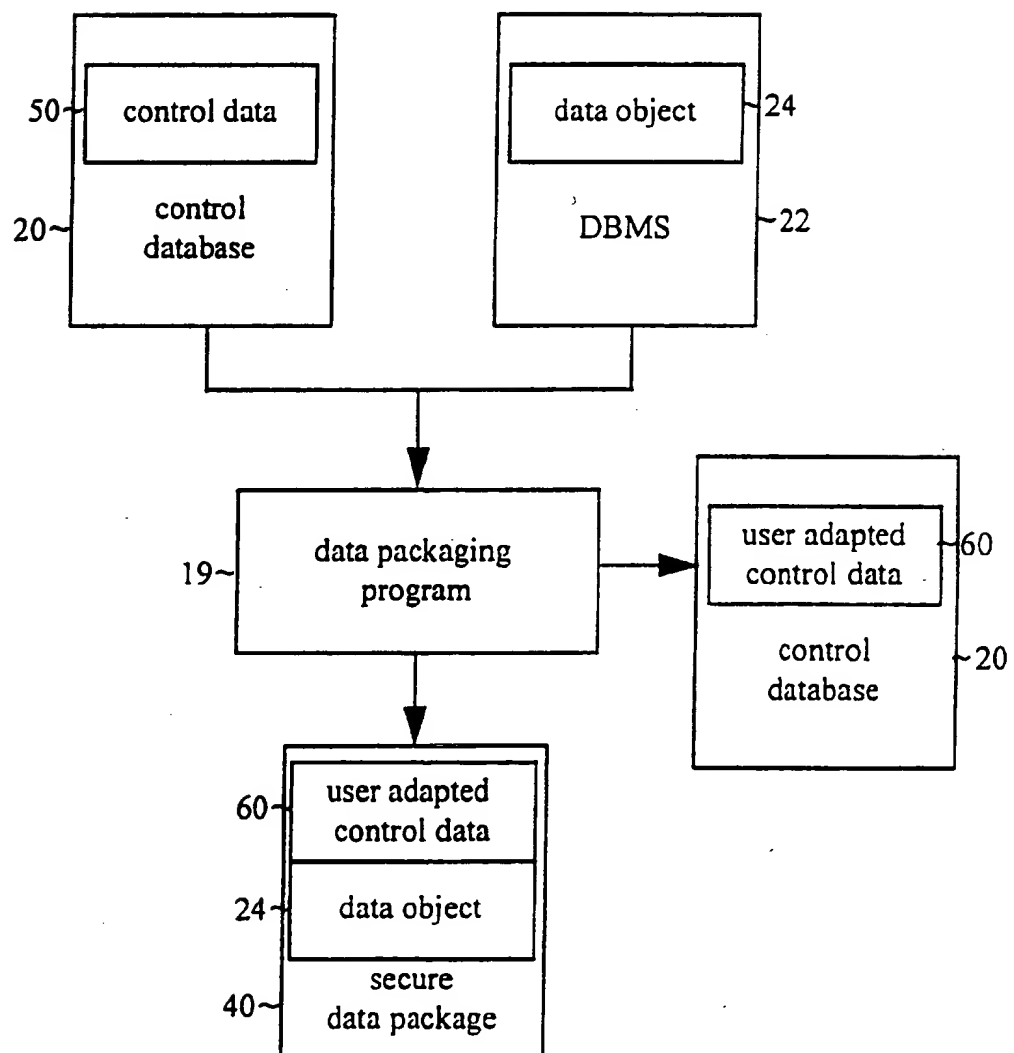 50~ control data
data object ~24
20~ control
database
DBMS ~22
19~ data packaging
program
user adapted ~60
control data
control ~20
database
60~ user adapted
control data
24~ data object
secure
40~ data package